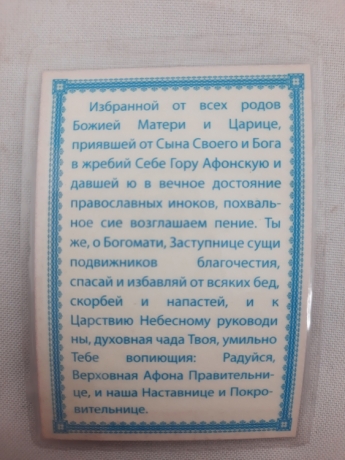 Избранной от всех родов
Божией Матери и Царице,
приявшей от Сына Своего и Бога
в жребий Себе Гору Афонскую и
давшей ю в вечное достояние
православных иноков, похваль-
ное сие возглашаем пение. Ты
же, о Богомати, Заступнице сущи
подвижников благочестия,
спасай и избавляй от всяких бед,
скорбей и напастей, и к
Царствию Небесному руководи
ны, духовная чада Твоя, умильно
Тебе вопиющия: Радуйся,
Верховная Афона Правительни-
це, и наша Наставнице и Покро-
вительнице.